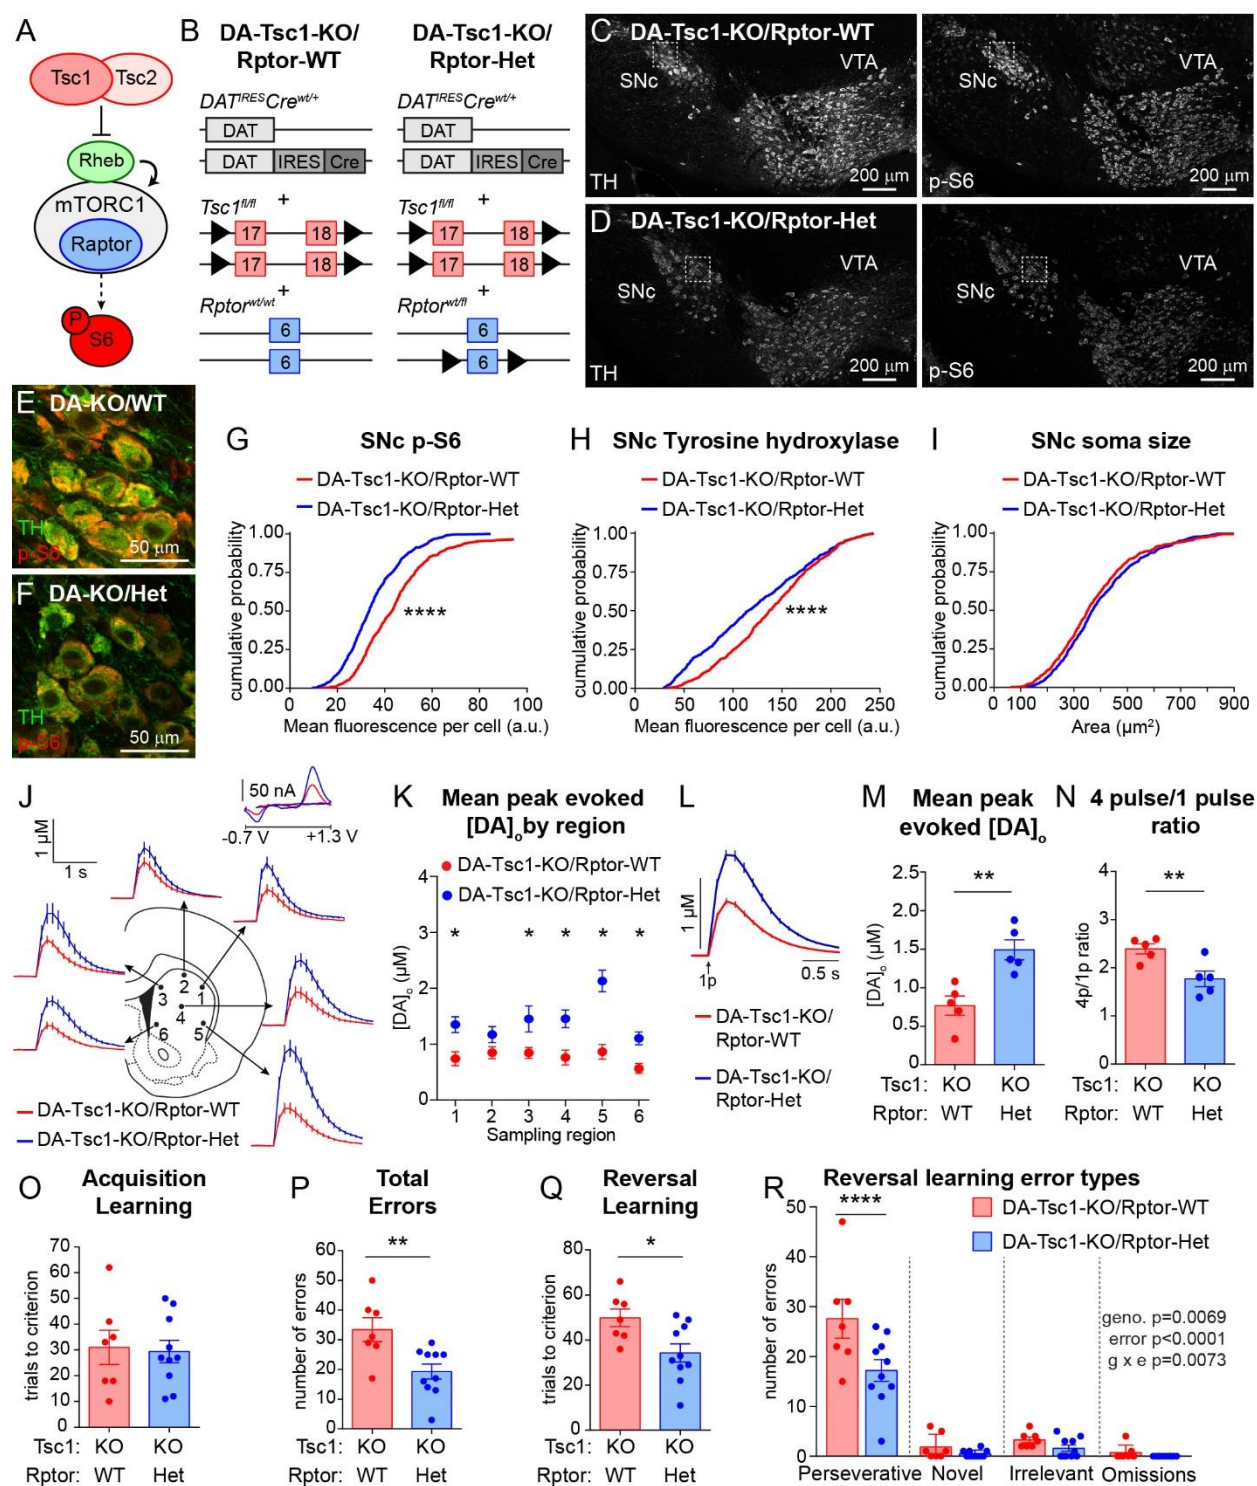 A
Tsc1
Tsc2
Rheb
mTORC1
Raptor
P
S6
B
DA-Tsc1-KO/
Rptor-WT
DA-Tsc1-KO/
Rptor-Het
DAT^IRES Cre^wt/+
DAT^IRES Cre^wt/+
DAT
DAT
DAT IRES Cre
DAT IRES Cre
+
+
Tsc1^fl/fl
Tsc1^fl/fl
17 18
17 18
17 18
17 18
+
+
Rptor^wt/wt
Rptor^wt/fl
6
6
6
6
C DA-Tsc1-KO/Rptor-WT
SNc
VTA
TH
200 µm
VTA
p-S6
200 µm
D DA-Tsc1-KO/Rptor-Het
SNc
VTA
TH
200 µm
SNc
VTA
p-S6
200 µm
E DA-KO/WT
TH
p-S6
50 µm
F DA-KO/Het
TH
p-S6
50 µm
G SNc p-S6
DA-Tsc1-KO/Rptor-WT
DA-Tsc1-KO/Rptor-Het
cumulative probability
1.00
0.75
0.50
0.25
0.00
****
0 20 40 60 80 100
Mean fluorescence per cell (a.u.)
H SNc Tyrosine hydroxylase
DA-Tsc1-KO/Rptor-WT
DA-Tsc1-KO/Rptor-Het
cumulative probability
1.00
0.75
0.50
0.25
0.00
****
0 50 100 150 200 250
Mean fluorescence per cell (a.u.)
I SNc soma size
DA-Tsc1-KO/Rptor-WT
DA-Tsc1-KO/Rptor-Het
cumulative probability
1.00
0.75
0.50
0.25
0.00
100 300 500 700 900
Area (µm²)
J
1 µM
1 s
50 nA
-0.7 V +1.3 V
1
2
3
4
5
6
DA-Tsc1-KO/Rptor-WT
DA-Tsc1-KO/Rptor-Het
K Mean peak evoked
[DA]ₒ by region
DA-Tsc1-KO/Rptor-WT
DA-Tsc1-KO/Rptor-Het
[DA]ₒ (µM)
4
3
2
1
0
* * * * *
1 2 3 4 5 6
Sampling region
L
1 µM
1p
0.5 s
DA-Tsc1-KO/
Rptor-WT
DA-Tsc1-KO/
Rptor-Het
M Mean peak
evoked [DA]ₒ
**
[DA]ₒ (µM)
2.5
2.0
1.5
1.0
0.5
0.0
Tsc1: KO KO
Rptor: WT Het
N 4 pulse/1 pulse
ratio
**
4p/1p ratio
4
3
2
1
0
Tsc1: KO KO
Rptor: WT Het
O Acquisition
Learning
trials to criterion
70
60
50
40
30
20
10
0
Tsc1: KO KO
Rptor: WT Het
P Total
Errors
**
number of errors
60
50
40
30
20
10
0
Tsc1: KO KO
Rptor: WT Het
Q Reversal
Learning
*
trials to criterion
80
60
40
20
0
Tsc1: KO KO
Rptor: WT Het
R Reversal learning error types
****
DA-Tsc1-KO/Rptor-WT
DA-Tsc1-KO/Rptor-Het
number of errors
50
40
30
20
10
0
geno. p=0.0069
error p<0.0001
g x e p=0.0073
Perseverative Novel Irrelevant Omissions